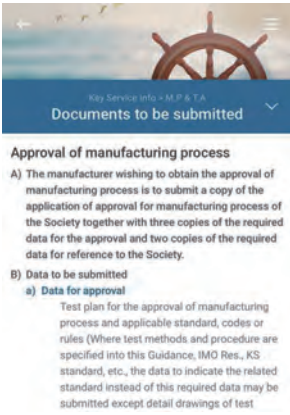 Key Service Info > M.P & T.A
Documents to be submitted
Approval of manufacturing process
A) The manufacturer wishing to obtain the approval of
manufacturing process is to submit a copy of the
application of approval for manufacturing process of
the Society together with three copies of the required
data for the approval and two copies of the required
data for reference to the Society.
B) Data to be submitted
a) Data for approval
Test plan for the approval of manufacturing
process and applicable standard, codes or
rules (Where test methods and procedure are
specified into this Guidance, IMO Res., KS
standard, etc., the data to indicate the related
standard instead of this required data may be
submitted except detail drawings of test